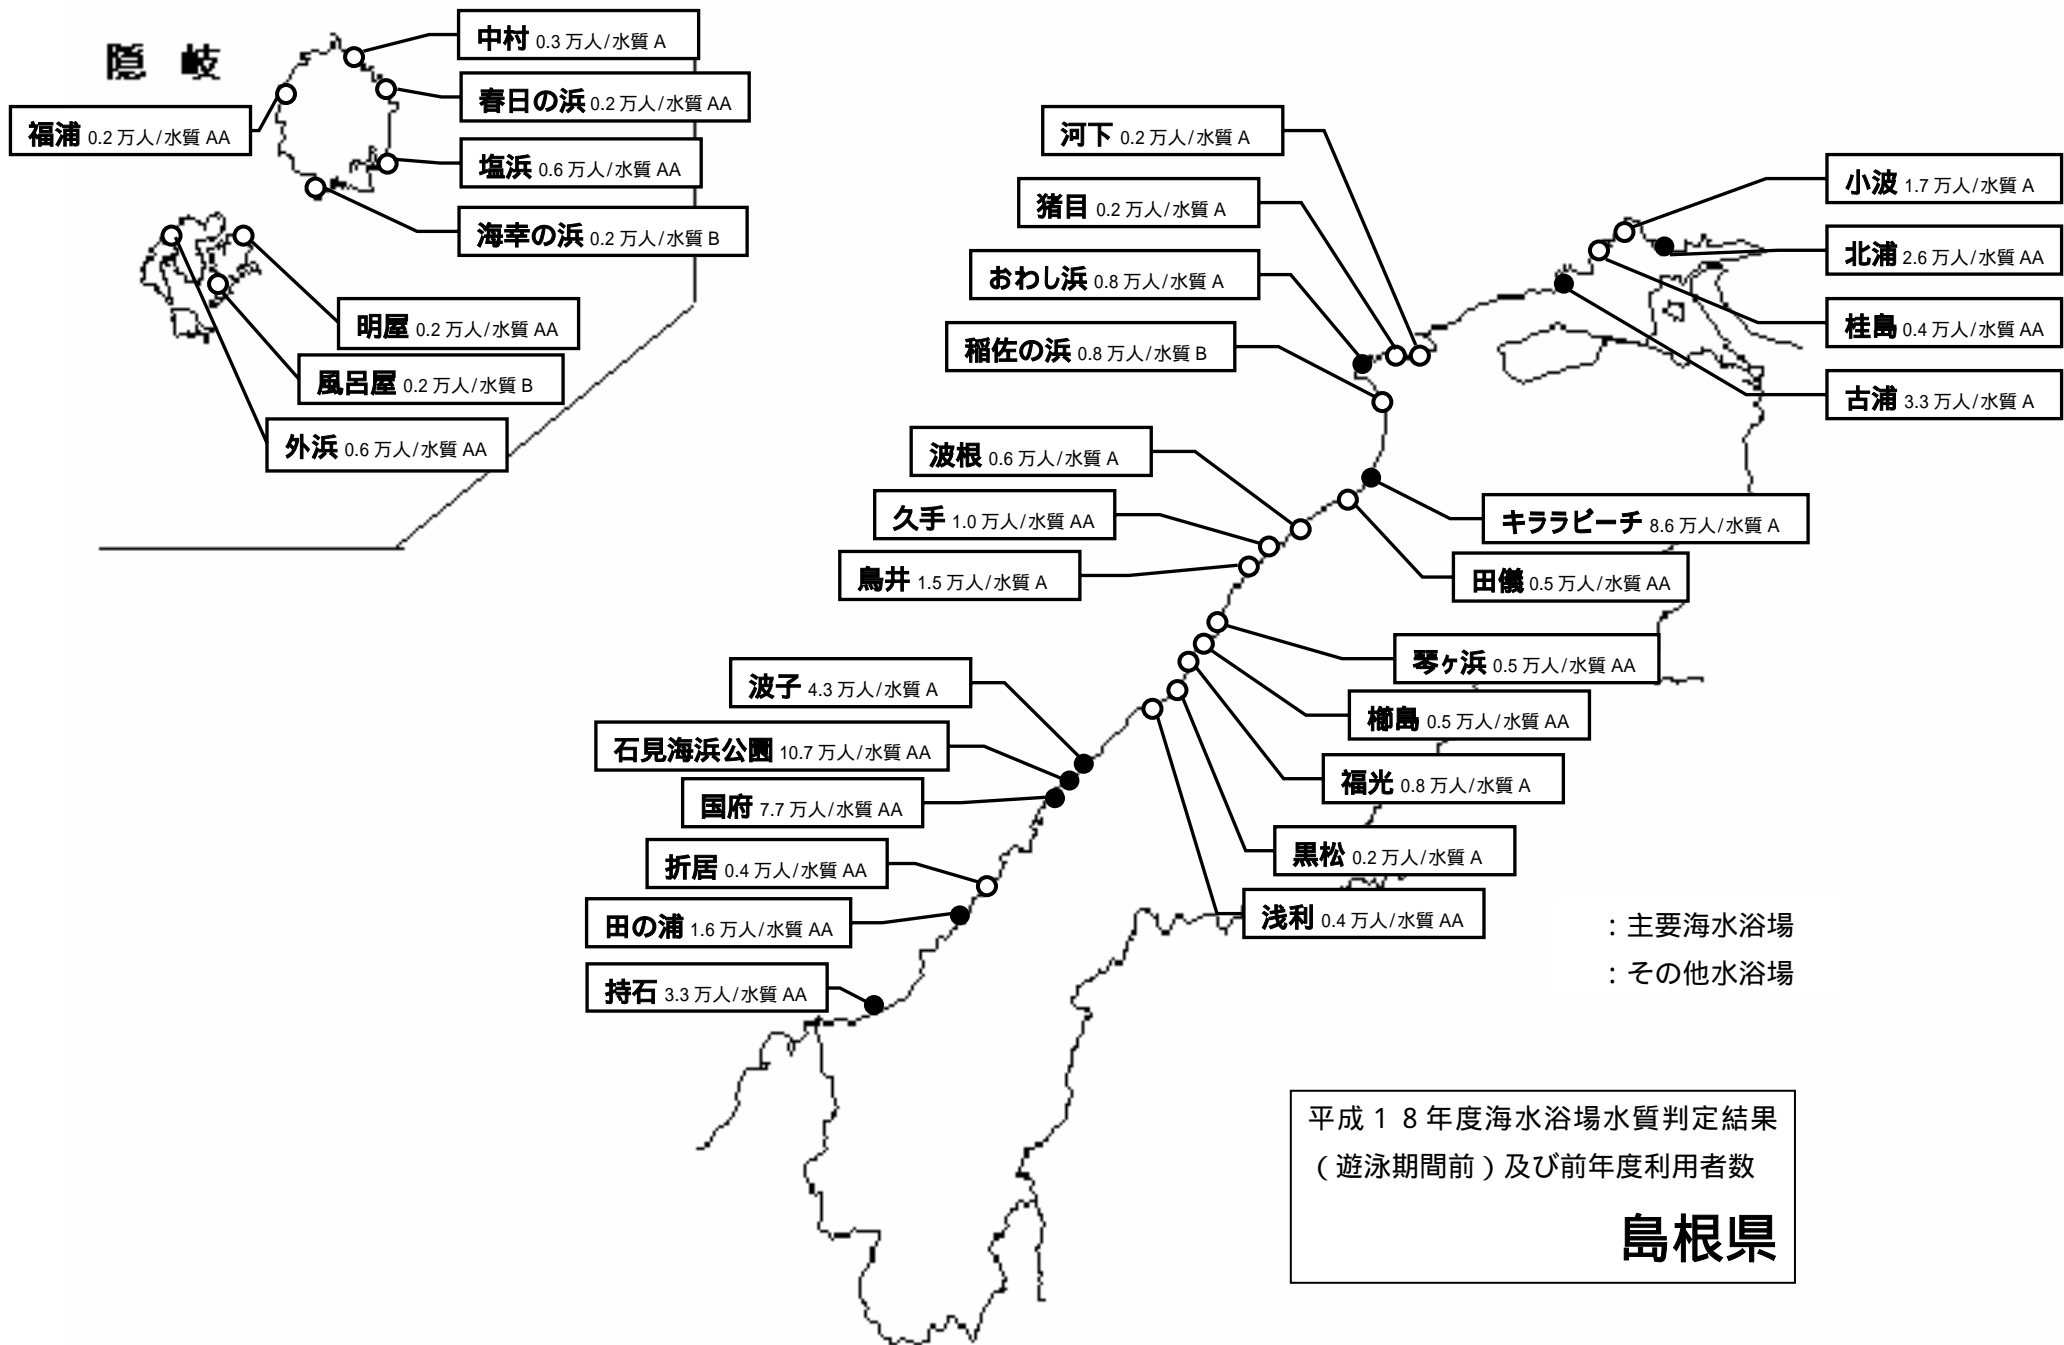 隠 岐
中村 0.3 万人/水質 A
春日の浜 0.2 万人/水質 AA
福浦 0.2 万人/水質 AA
塩浜 0.6 万人/水質 AA
海幸の浜 0.2 万人/水質 B
明屋 0.2 万人/水質 AA
風呂屋 0.2 万人/水質 B
外浜 0.6 万人/水質 AA
河下 0.2 万人/水質 A
猪目 0.2 万人/水質 A
おわし浜 0.8 万人/水質 A
稲佐の浜 0.8 万人/水質 B
小波 1.7 万人/水質 A
北浦 2.6 万人/水質 AA
桂島 0.4 万人/水質 AA
古浦 3.3 万人/水質 A
波根 0.6 万人/水質 A
久手 1.0 万人/水質 AA
鳥井 1.5 万人/水質 A
キララビーチ 8.6 万人/水質 A
田儀 0.5 万人/水質 AA
琴ヶ浜 0.5 万人/水質 AA
櫛島 0.5 万人/水質 AA
福光 0.8 万人/水質 A
黒松 0.2 万人/水質 A
浅利 0.4 万人/水質 AA
波子 4.3 万人/水質 A
石見海浜公園 10.7 万人/水質 AA
国府 7.7 万人/水質 AA
折居 0.4 万人/水質 AA
田の浦 1.6 万人/水質 AA
持石 3.3 万人/水質 AA
：主要海水浴場
：その他水浴場
平成１８年度海水浴場水質判定結果
（遊泳期間前）及び前年度利用者数
島根県